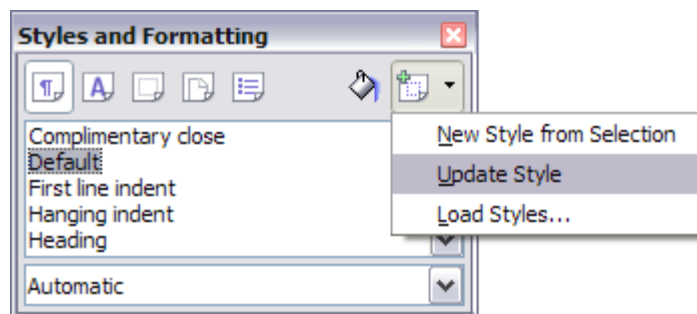 Styles and Formatting
Complimentary close
Default
First line indent
Hanging indent
Heading
Automatic
New Style from Selection
Update Style
Load Styles...